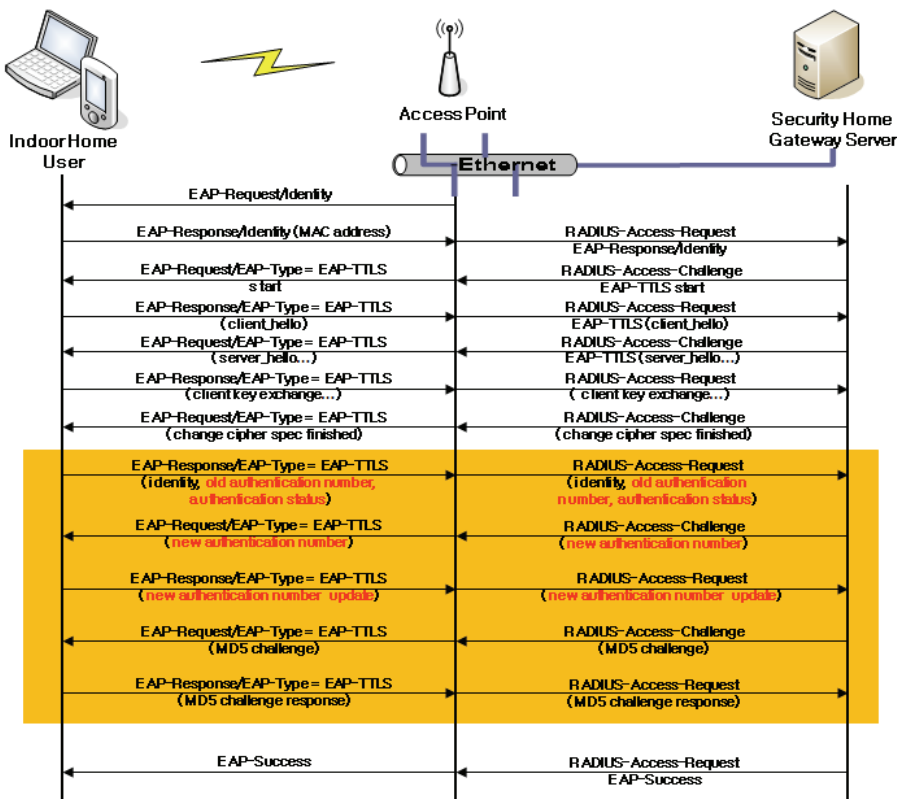 Access Point
Indoor Home
User
Security Home
Gateway Server
Ethernet
EAP-Request/Identity
EAP-Response/Identity (MAC address)
RADIUS-Access-Request
EAP-Response/Identity
EAP-Request/EAP-Type = EAP-TTLS
start
RADIUS-Access-Challenge
EAP-TTLS start
EAP-Response/EAP-Type = EAP-TTLS
(client_hello)
RADIUS-Access-Request
EAP-TTLS (client_hello)
EAP-Request/EAP-Type = EAP-TTLS
(server_hello...)
RADIUS-Access-Challenge
EAP-TTLS (server_hello...)
EAP-Response/EAP-Type = EAP-TTLS
(client key exchange...)
RADIUS-Access-Request
( client key exchange...)
EAP-Request/EAP-Type = EAP-TTLS
(change cipher spec finished)
RADIUS-Access-Challenge
(change cipher spec finished)
EAP-Response/EAP-Type = EAP-TTLS
(identity, old authentication number,
authentication status)
RADIUS-Access-Request
(identity, old authentication
number, authentication status)
EAP-Request/EAP-Type = EAP-TTLS
(new authentication number)
RADIUS-Access-Challenge
(new authentication number)
EAP-Response/EAP-Type = EAP-TTLS
(new authentication number update)
RADIUS-Access-Request
(new authentication number update)
EAP-Request/EAP-Type = EAP-TTLS
(MD5 challenge)
RADIUS-Access-Challenge
(MD5 challenge)
EAP-Response/EAP-Type = EAP-TTLS
(MD5 challenge response)
RADIUS-Access-Request
(MD5 challenge response)
EAP-Success
RADIUS-Access-Request
EAP-Success